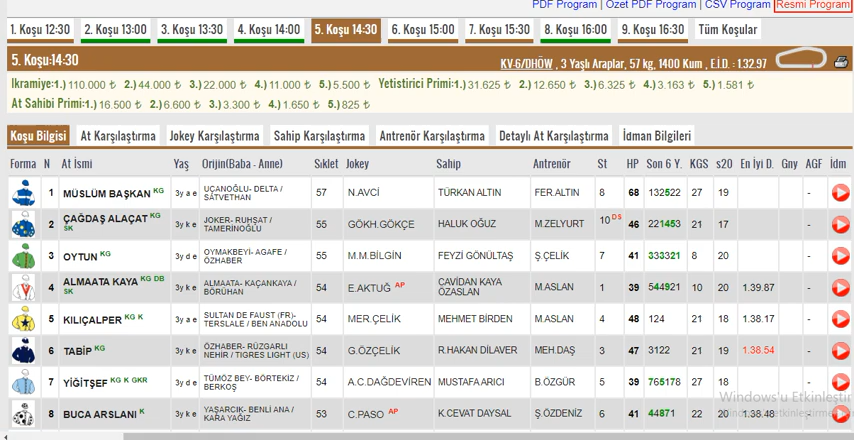 PDF Program | Özet PDF Program | CSV Program | Resmi Program
1. Koşu 12:30 2. Koşu 13:00 3. Koşu 13:30 4. Koşu 14:00 5. Koşu 14:30 6. Koşu 15:00 7. Koşu 15:30 8. Koşu 16:00 9. Koşu 16:30 Tüm Koşular
5. Koşu:14:30 KV-6/DHÖW, 3 Yaşlı Araplar, 57 kg, 1400 Kum, E.İ.D. : 1.32.97
Ikramiye:1.) 110.000 ₺ 2.) 44.000 ₺ 3.) 22.000 ₺ 4.) 11.000 ₺ 5.) 5.500 ₺ Yetistirici Primi:1.) 31.625 ₺ 2.) 12.650 ₺ 3.) 6.325 ₺ 4.) 3.163 ₺ 5.) 1.581 ₺
At Sahibi Primi:1.) 16.500 ₺ 2.) 6.600 ₺ 3.) 3.300 ₺ 4.) 1.650 ₺ 5.) 825 ₺
Koşu Bilgisi At Karşılaştırma Jokey Karşılaştırma Sahip Karşılaştırma Antrenör Karşılaştırma Detaylı At Karşılaştırma İdman Bilgileri
Forma N At İsmi Yaş Orijin(Baba - Anne) Sıklet Jokey Sahip Antrenör St HP Son 6 Y. KGS s20 En İyi D. Gny AGF İdm
1 MÜSLÜM BAŞKAN KG 3y a e UÇANOĞLU- DELTA / SATVETHAN 57 N.AVCİ TÜRKAN ALTIN FER.ALTIN 8 68 132522 27 19 -
2 ÇAĞDAŞ ALAÇAT KG SK 3y k e JOKER- RUHŞAT / TAMERİNOĞLU 55 GÖKH.GÖKÇE HALUK OĞUZ M.ZELYURT 10 DS 46 221453 21 17 -
3 OYTUN KG 3y d e OYMAKBEYİ- AGAFE / ÖZHABER 55 M.M.BİLGİN FEYZİ GÖNÜLTAŞ Ş.ÇELİK 7 41 333321 8 20 -
4 ALMAATA KAYA KG DB SK 3y k e ALMAATA- KAÇANKAYA / BÖRÜHAN 54 E.AKTUĞ AP CAVİDAN KAYA ÖZASLAN M.ASLAN 1 39 544921 10 20 1.39.87 -
5 KILIÇALPER KG K 3y k e SULTAN DE FAUST (FR)- TERSLALE / BEN ANADOLU 54 MER.ÇELİK MEHMET BİRDEN M.ASLAN 4 48 124 21 18 1.38.17 -
6 TABİP KG 3y k e ÖZHABER- RÜZGARLI NEHİR / TIGRES LIGHT (US) 54 G.ÖZÇELİK R.HAKAN DİLAVER MEH.DAŞ 3 47 3122 21 19 1.38.54 -
7 YİĞİTŞEF KG K GKR 3y d e TÜMÖZ BEY- BÖRTEKİZ / BERKOŞ 54 A.C.DAĞDEVİREN MUSTAFA ARICI B.ÖZGÜR 5 39 765178 27 18 -
8 BUCA ARSLANI K 3y d e YAŞARCIK- BENLİ ANA / KARA YAĞIZ 53 C.PASO AP K.CEVAT DAYSAL Ş.ÖZDENİZ 6 41 44871 22 20 1.38.48 -
Windows'u Etkinleştir